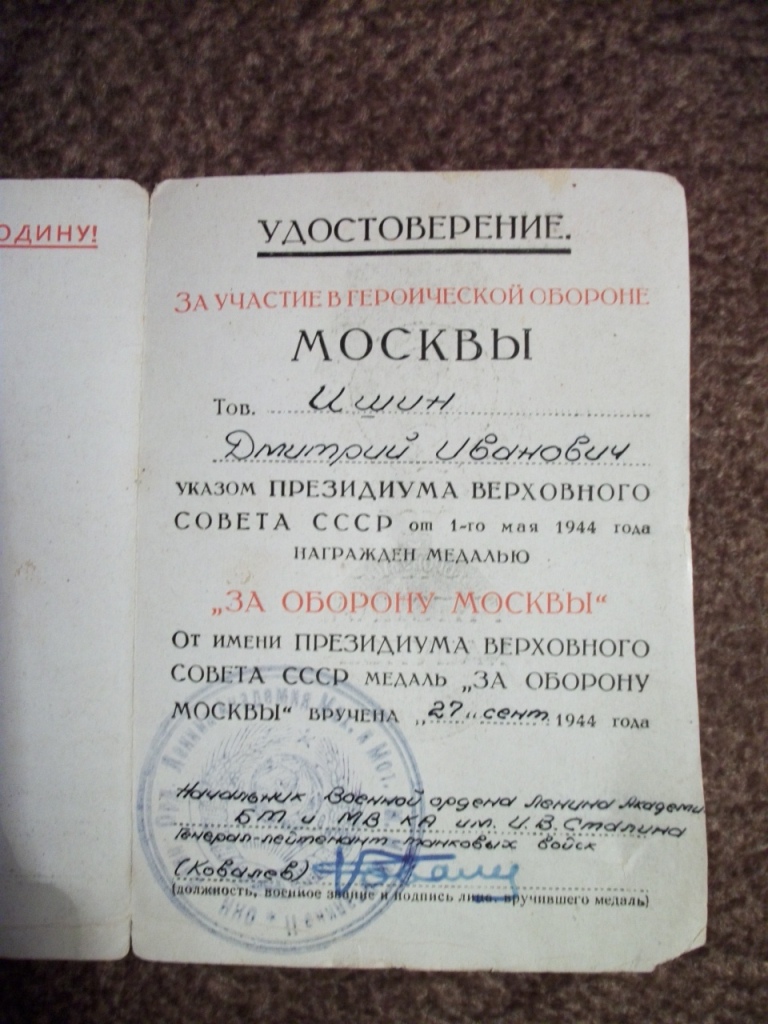 ОДИНУ!
УДОСТОВЕРЕНИЕ.
ЗА УЧАСТИЕ В ГЕРОИЧЕСКОЙ ОБОРОНЕ
МОСКВЫ
Тов. Ишин
Дмитрий Иванович
УКАЗОМ ПРЕЗИДИУМА ВЕРХОВНОГО
СОВЕТА СССР от 1-го мая 1944 года
НАГРАЖДЕН МЕДАЛЬЮ
„ЗА ОБОРОНУ МОСКВЫ“
От имени ПРЕЗИДИУМА ВЕРХОВНОГО
СОВЕТА СССР МЕДАЛЬ „ЗА ОБОРОНУ
МОСКВЫ“ ВРУЧЕНА „27„ сент. 1944 года
Начальник Военной ордена Ленина Академи
БТ и МВ КА им. И.В.Сталина
Генерал-лейтенант танковых войск
(Ковалев)
(должность, военное звание и подпись лица, вручившего медаль)